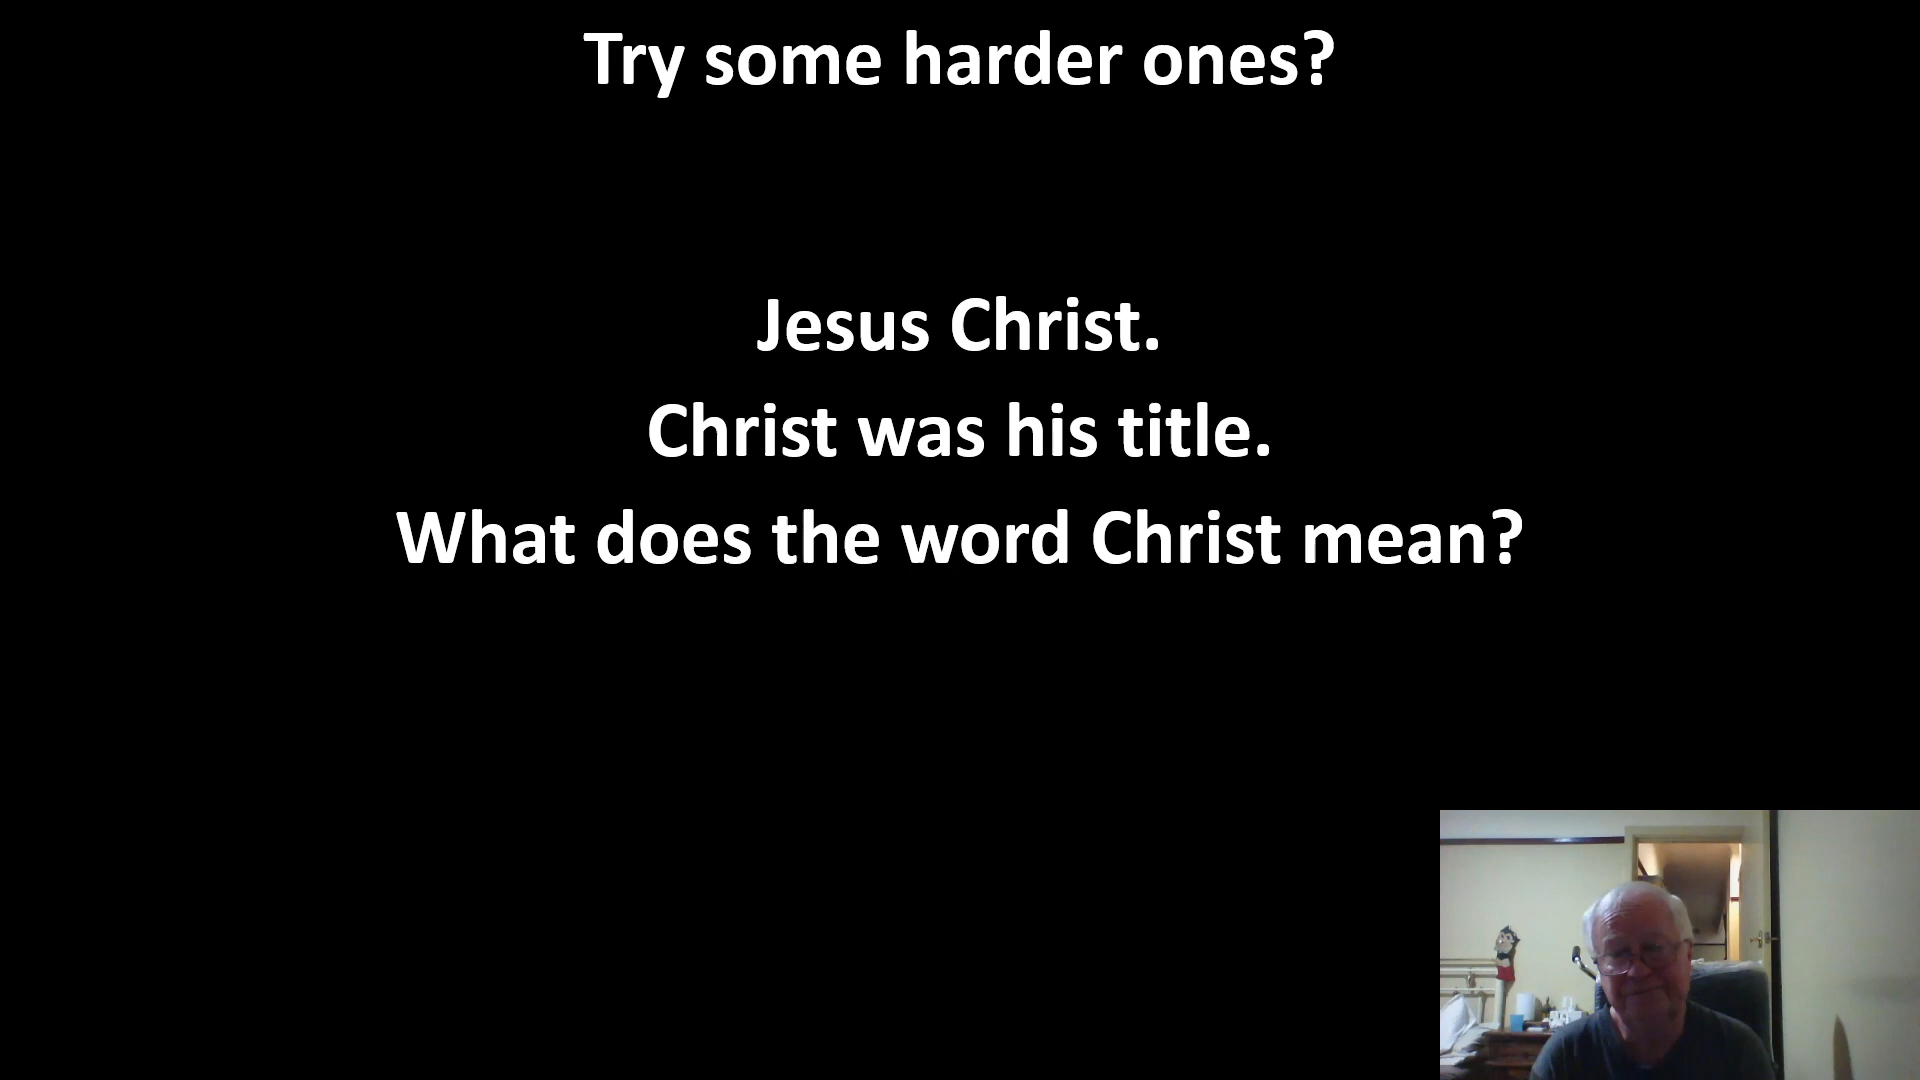 Try some harder ones?
Jesus Christ.
Christ was his title.
What does the word Christ mean?